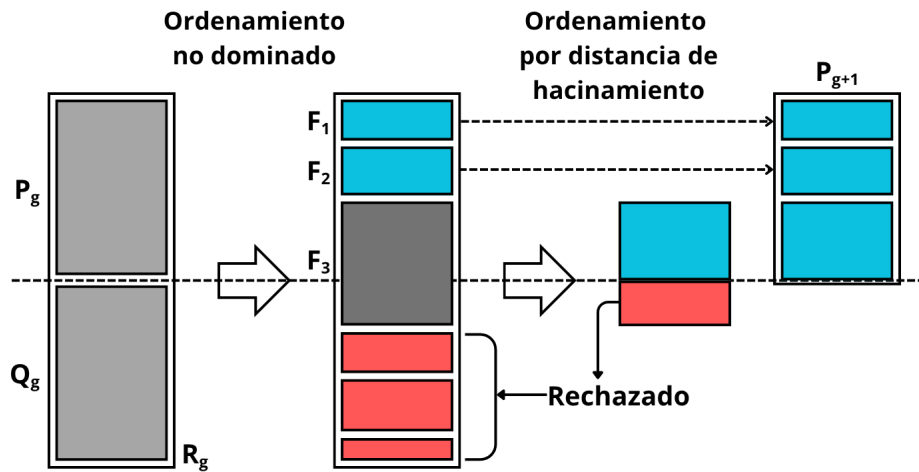 Ordenamiento
no dominado
Ordenamiento
por distancia de
hacinamiento
Pg+1
F1
F2
Pg
F3
Qg
Rechazado
Rg